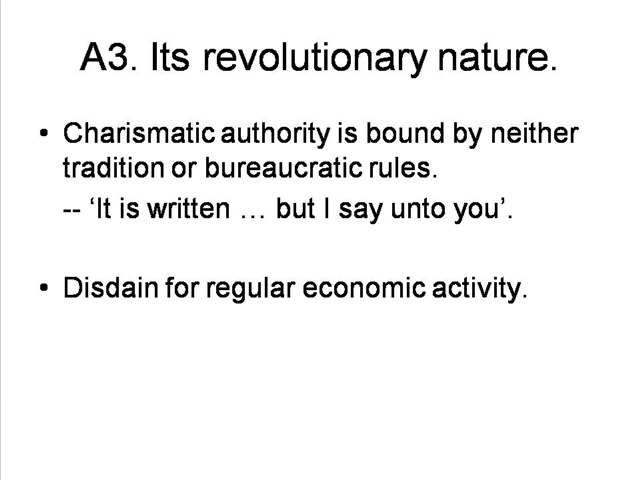 A3. Its revolutionary nature.
• Charismatic authority is bound by neither
tradition or bureaucratic rules.
-- ‘It is written … but I say unto you’.
• Disdain for regular economic activity.